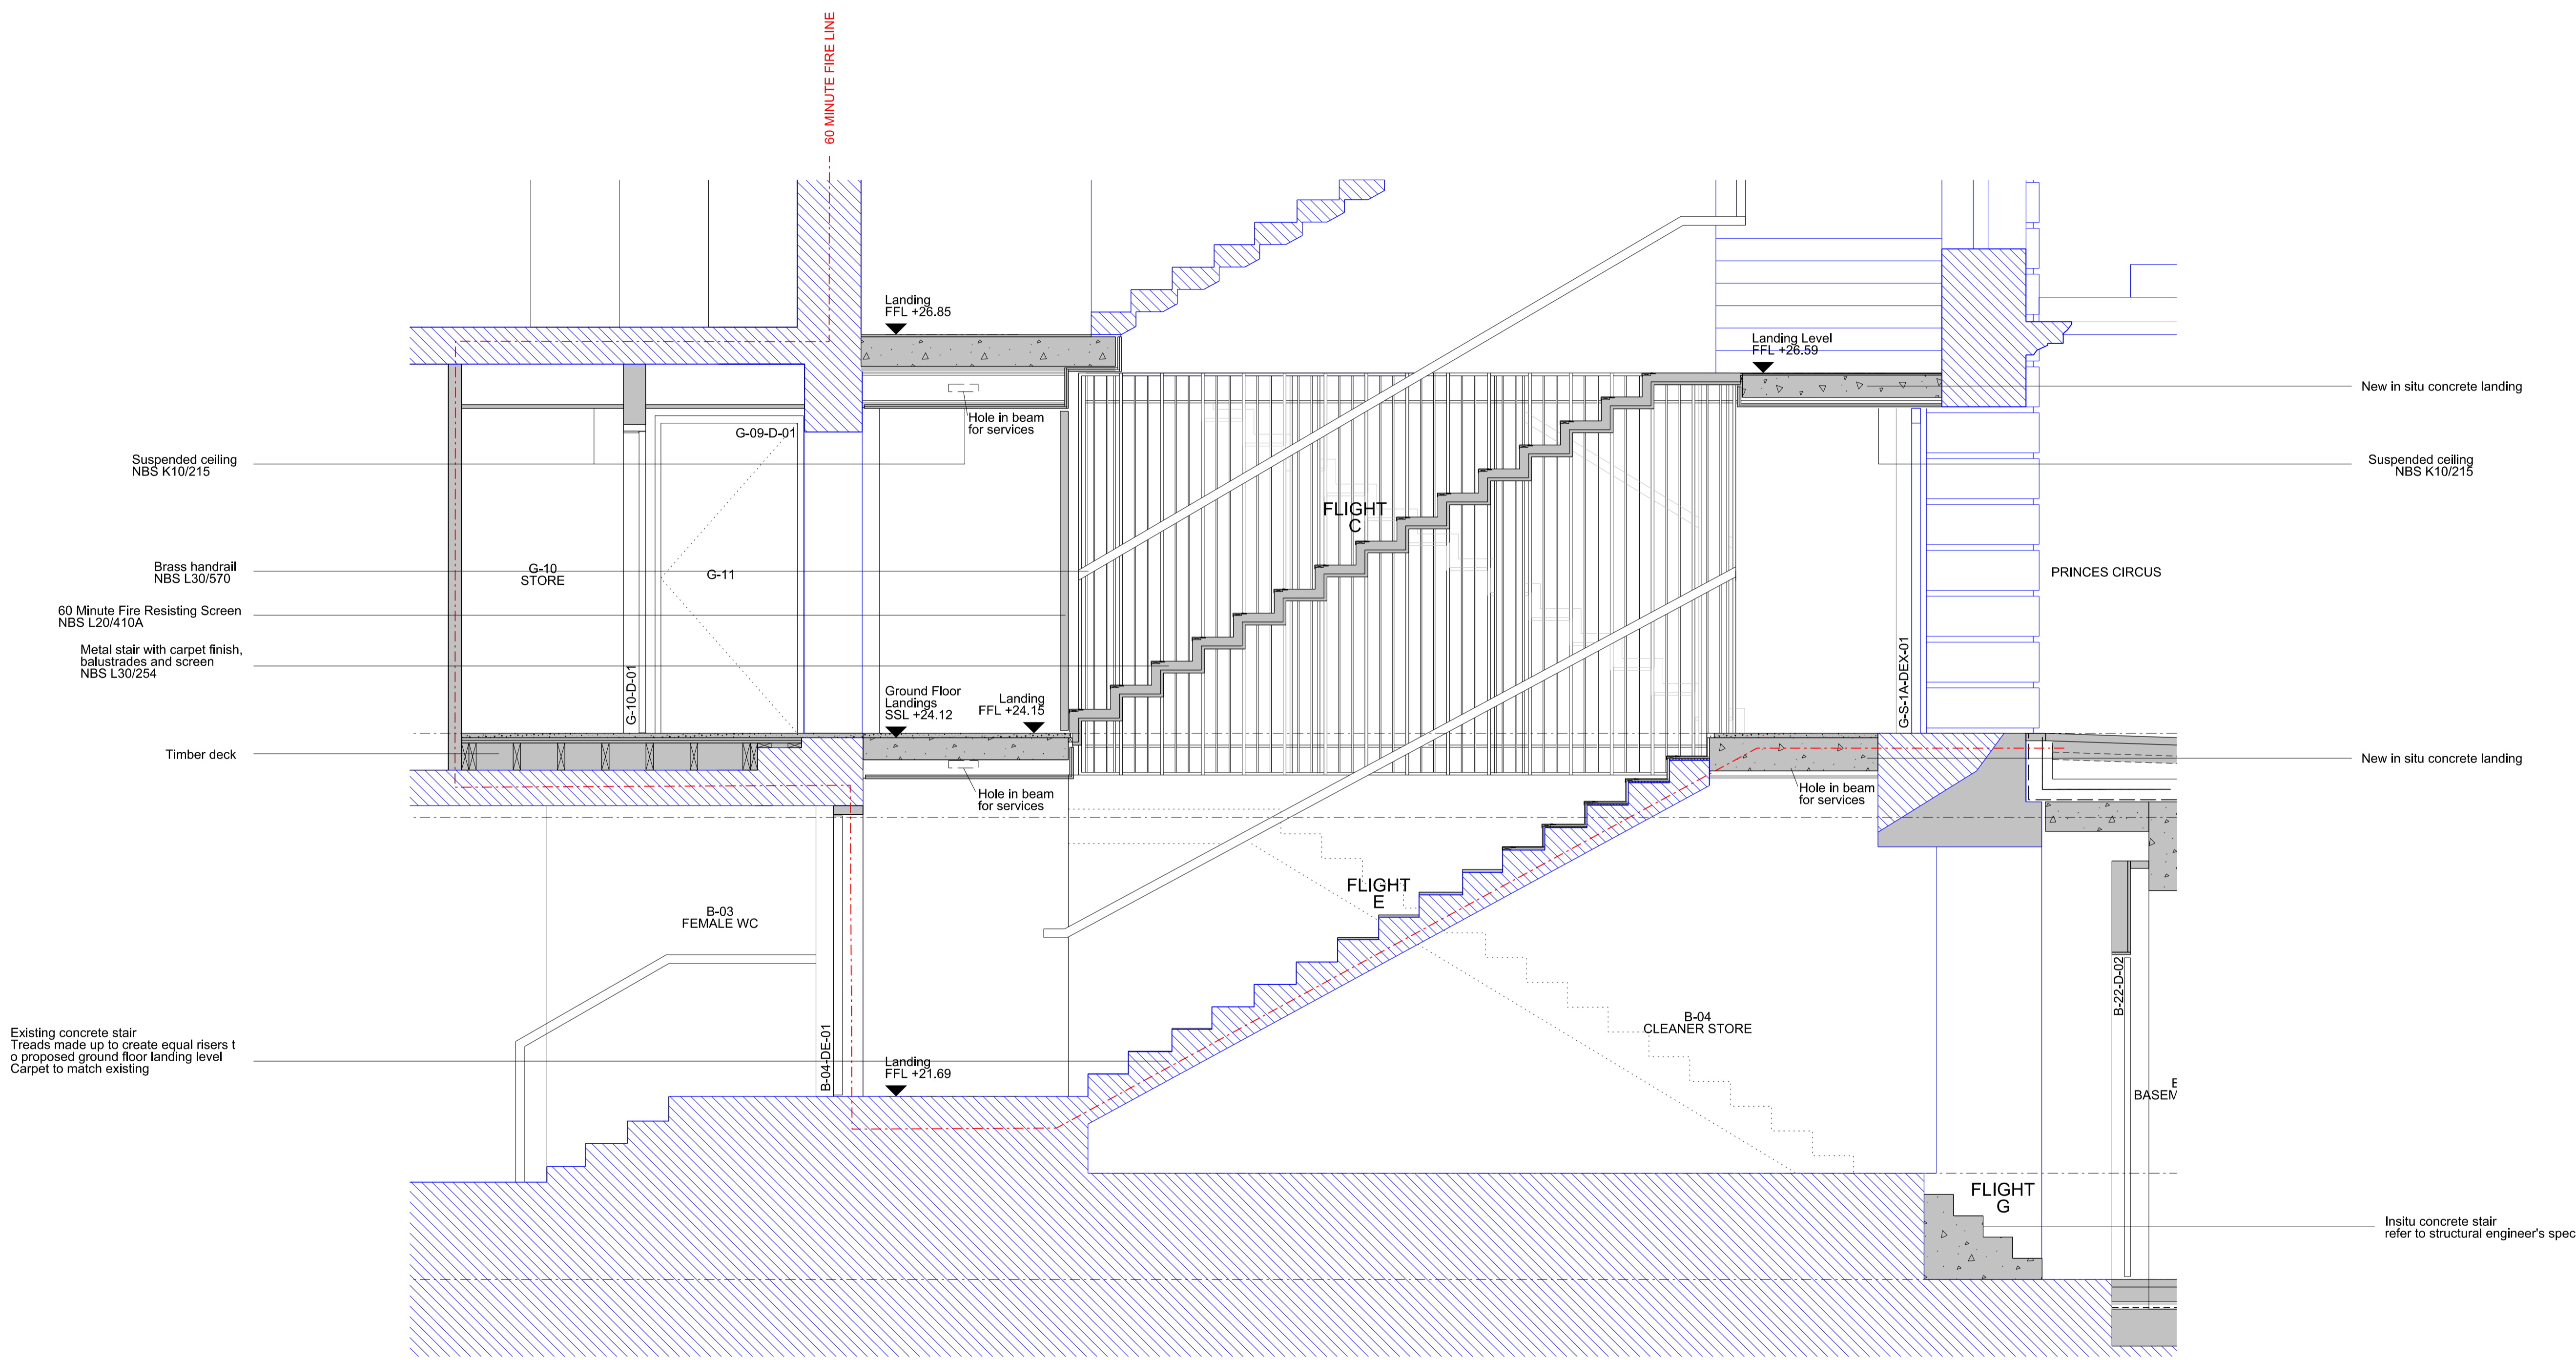 60 MINUTE FIRE LINE
Landing
FFL +26.85
Landing Level
FFL +26.59
New in situ concrete landing
Hole in beam
for services
G-09-D-01
Suspended ceiling
NBS K10/215
Suspended ceiling
NBS K10/215
FLIGHT
C
Brass handrail
NBS L30/570
G-10
STORE
G-11
PRINCES CIRCUS
60 Minute Fire Resisting Screen
NBS L20/410A
Metal stair with carpet finish,
balustrades and screen
NBS L30/254
G-10-D-01
G-S-1A-DEX-01
Ground Floor
Landings
SSL +24.12
Landing
FFL +24.15
Timber deck
New in situ concrete landing
Hole in beam
for services
Hole in beam
for services
FLIGHT
E
B-03
FEMALE WC
B-22-D-02
B-04
CLEANER STORE
Existing concrete stair
Treads made up to create equal risers t
o proposed ground floor landing level
Carpet to match existing
B-04-DE-01
Landing
FFL +21.69
BASEM
FLIGHT
G
Insitu concrete stair
refer to structural engineer's spec